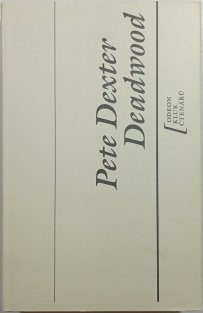 Pete Dexter
Deadwood
ODEON
KLUB
ČTENÁŘŮ